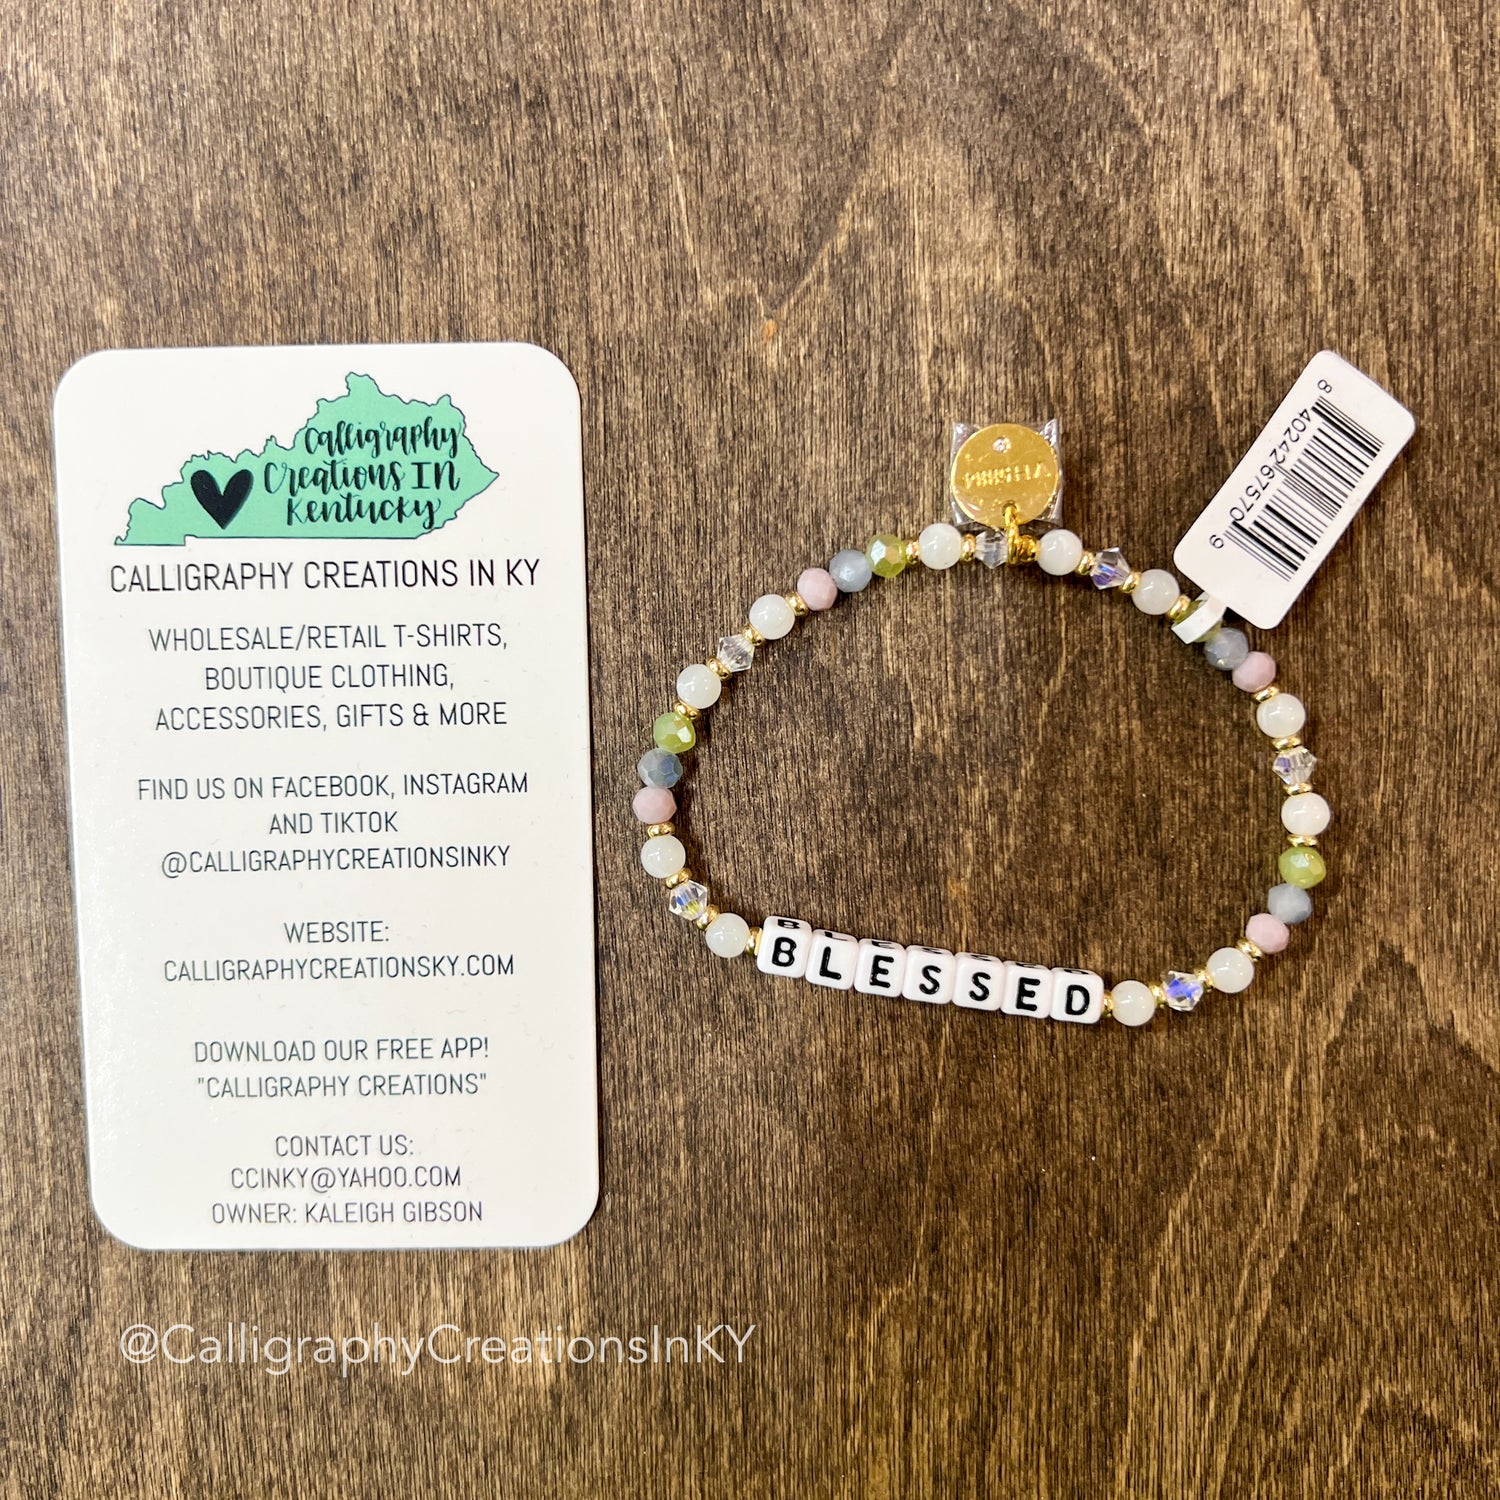 Calligraphy
Creations IN
Kentucky
CALLIGRAPHY CREATIONS IN KY
WHOLESALE/RETAIL T-SHIRTS,
BOUTIQUE CLOTHING,
ACCESSORIES, GIFTS & MORE
FIND US ON FACEBOOK, INSTAGRAM
AND TIKTOK
@CALLIGRAPHYCREATIONSINKY
WEBSITE:
CALLIGRAPHYCREATIONSKY.COM
DOWNLOAD OUR FREE APP!
"CALLIGRAPHY CREATIONS"
CONTACT US:
CCINKY@YAHOO.COM
OWNER: KALEIGH GIBSON
8 40242 67570 9
BLESSED
@CalligraphyCreationsInKY